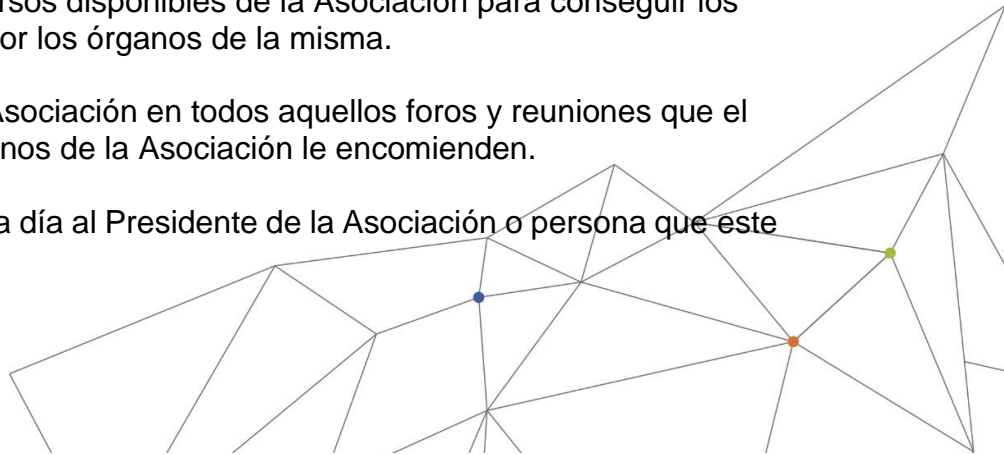 disponibles de la Asociación para conseguir los
or los órganos de la misma.
Asociación en todos aquellos foros y reuniones que el
nos de la Asociación le encomienden.
a día al Presidente de la Asociación o persona que este